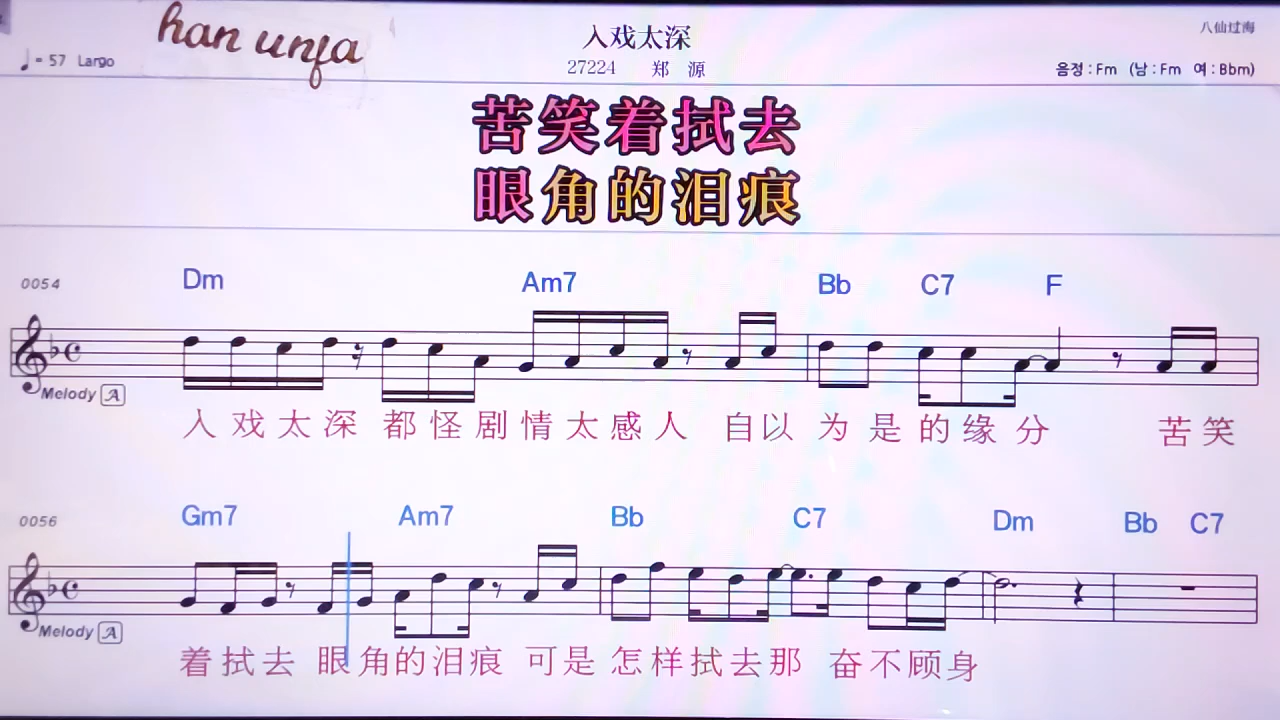 han unfa
入戏太深
八仙过海
♩= 57 Largo
27224 郑 源
음정 : Fm (남 : Fm 여 : Bbm)
苦笑着拭去
眼角的泪痕
0054 Dm Am7 Bb C7 F
Melody A
入 戏 太 深 都 怪 剧 情 太 感 人 自 以 为 是 的 缘 分 苦 笑
0056 Gm7 Am7 Bb C7 Dm Bb C7
Melody A
着 拭 去 眼 角 的 泪 痕 可 是 怎 样 拭 去 那 奋 不 顾 身